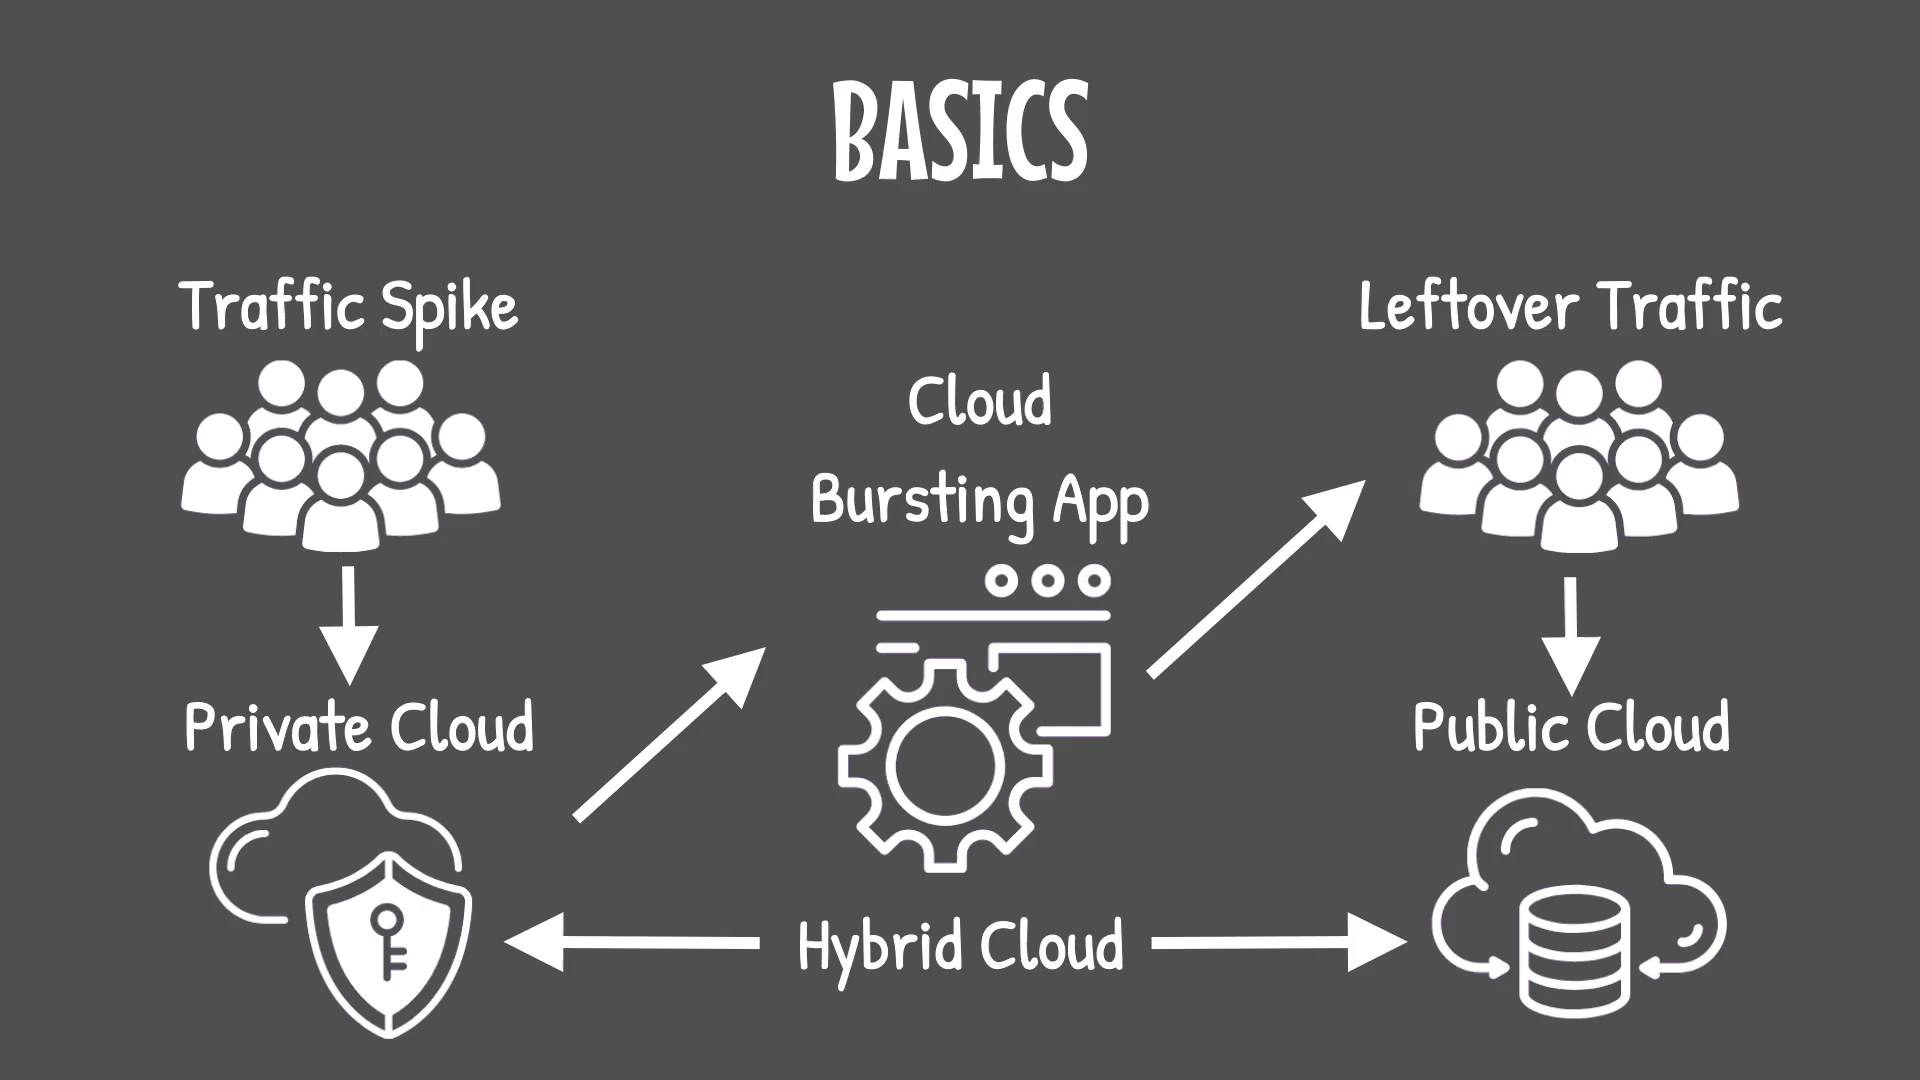 BASICS
Traffic Spike
Leftover Traffic
Cloud
Bursting App
Private Cloud
Public Cloud
Hybrid Cloud